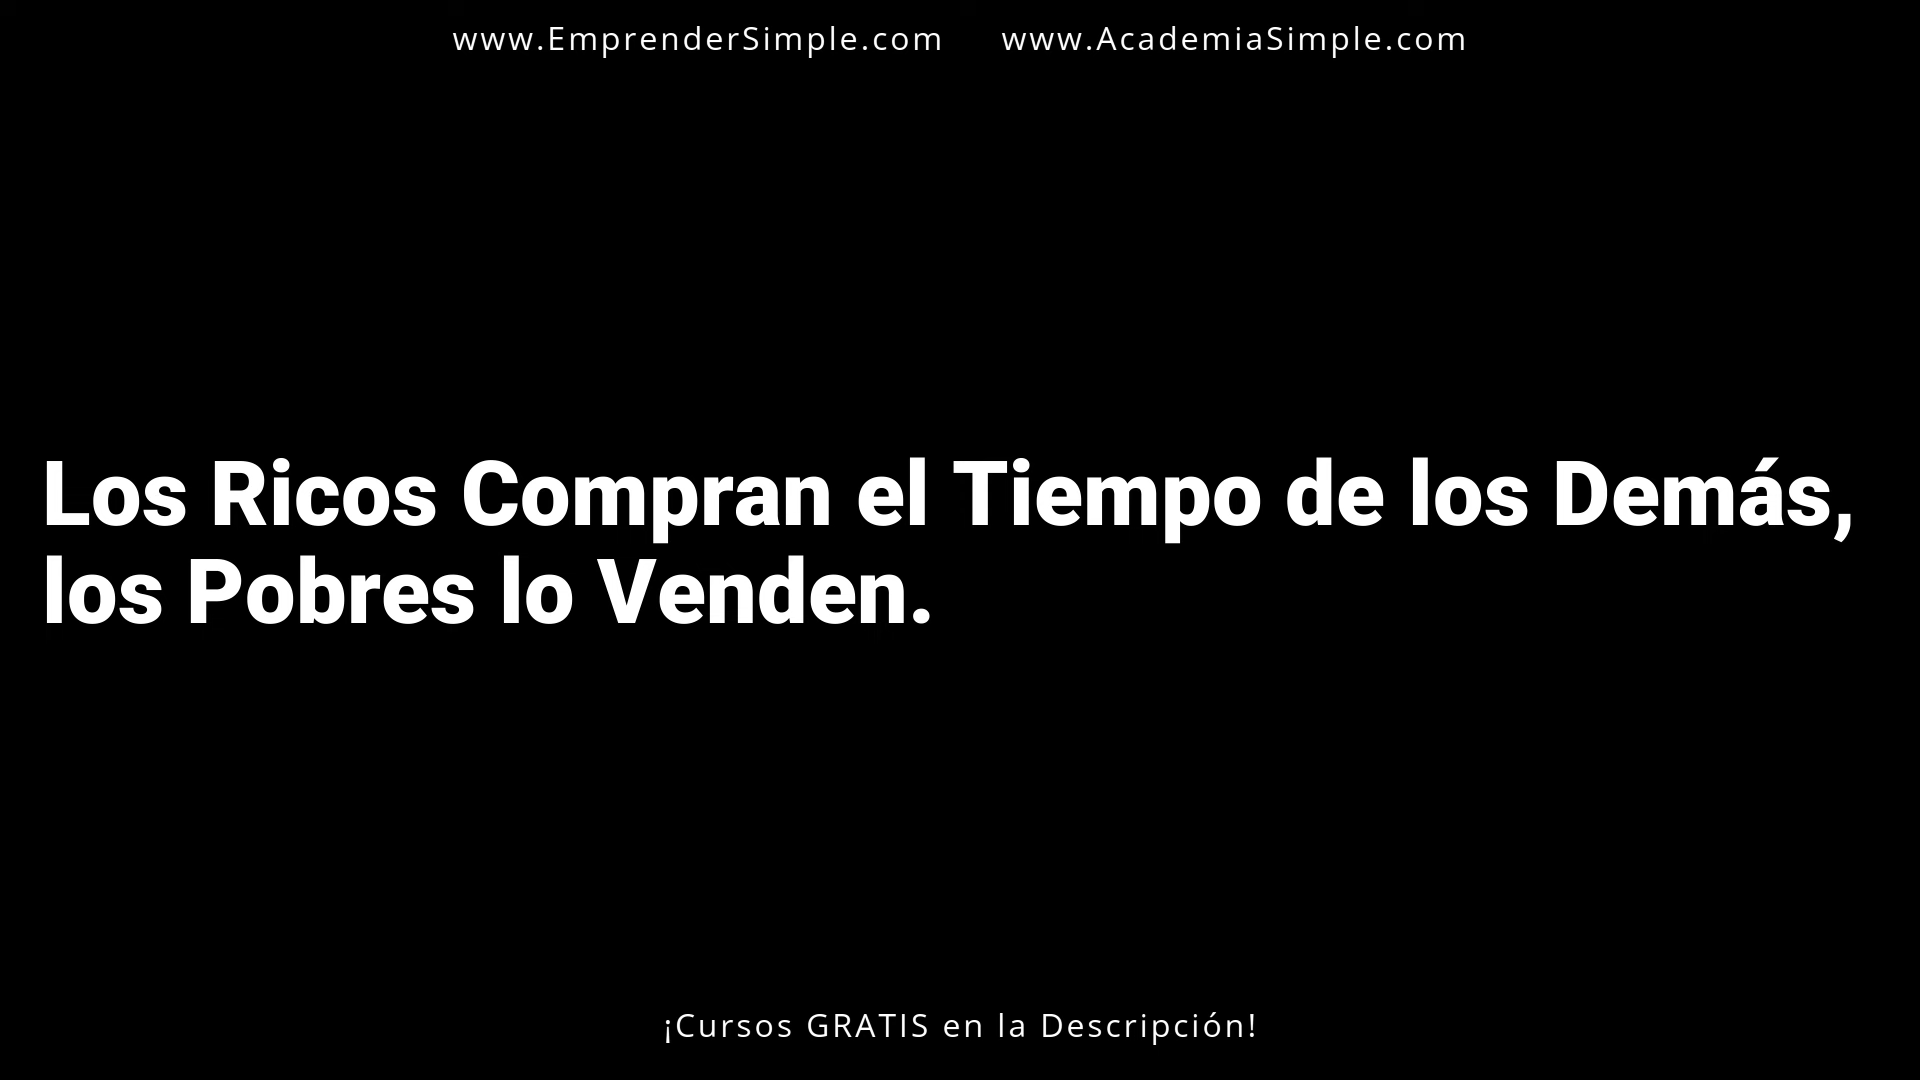 www.EmprenderSimple.com www.AcademiaSimple.com
Los Ricos Compran el Tiempo de los Demás,
los Pobres lo Venden.
¡Cursos GRATIS en la Descripción!